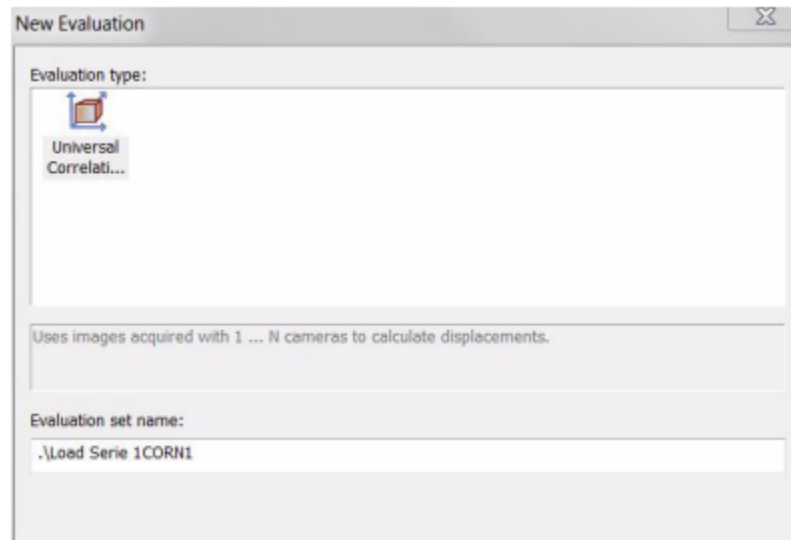 New Evaluation
Evaluation type:
Universal
Correlati...
Uses images acquired with 1 ... N cameras to calculate displacements.
Evaluation set name:
.\Load Serie 1CORN1